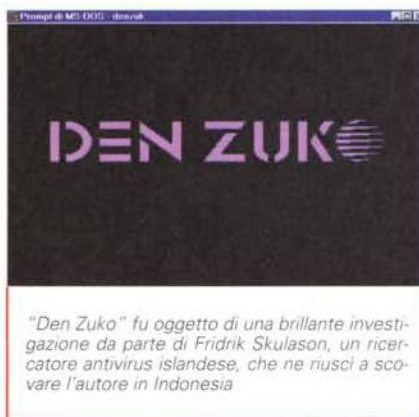 Prompt di MS-DOS - denzuk
DEN ZUKO
"Den Zuko" fu oggetto di una brillante investi-
gazione da parte di Fridrik Skulason, un ricer-
catore antivirus islandese, che ne riuscì a sco-
vare l'autore in Indonesia